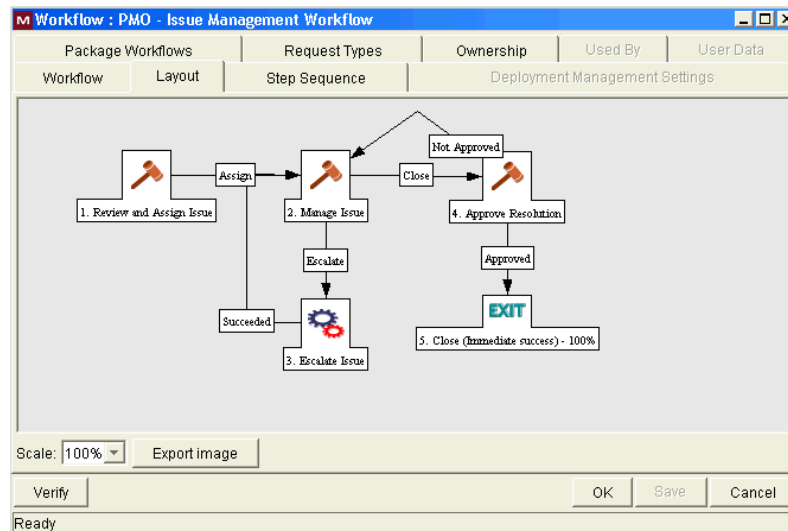 M Workflow : PMO - Issue Management Workflow
Package Workflows Request Types Ownership Used By User Data
Workflow Layout Step Sequence Deployment Management Settings
Not Approved
Assign Close
1. Review and Assign Issue 2. Manage Issue 4. Approve Resolution
Escalate Approved
EXIT
Succeeded
3. Escalate Issue 5. Close (Immediate success) - 100%
Scale: 100% Export image
Verify OK Save Cancel
Ready